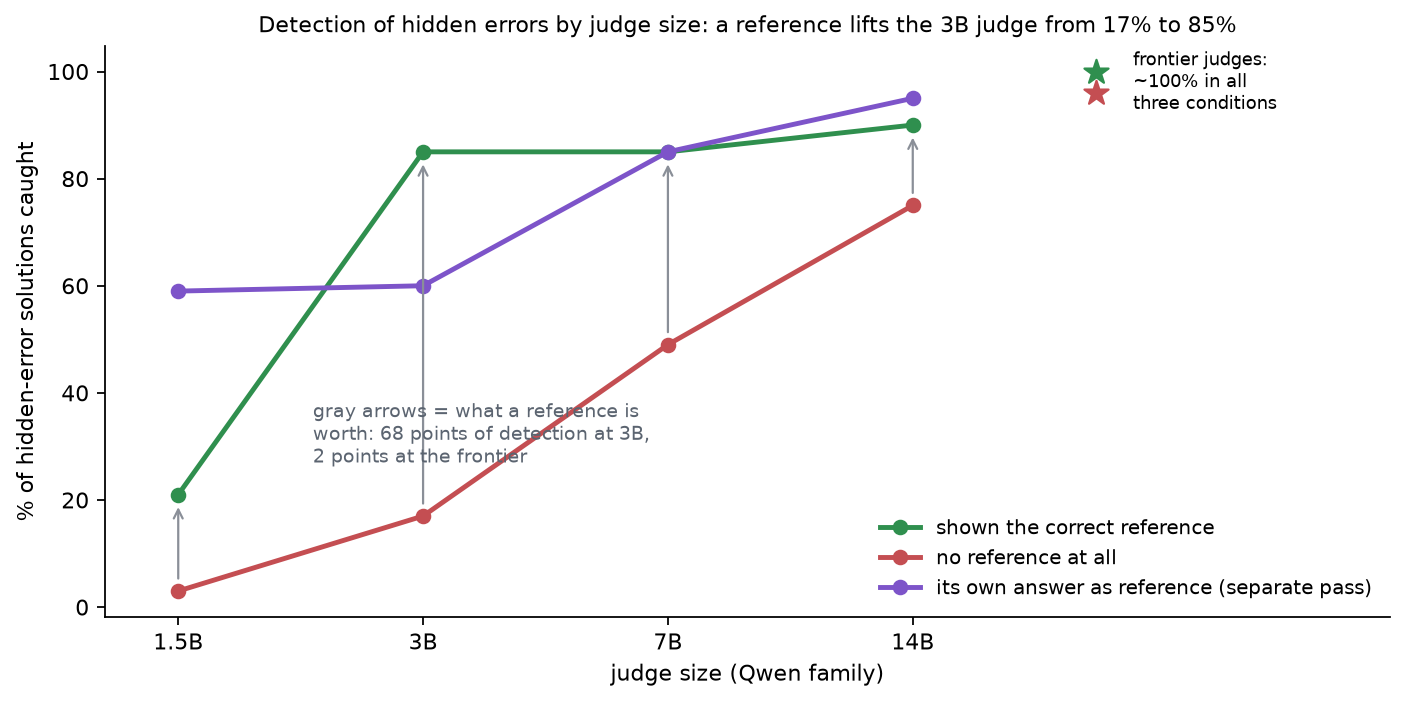 Detection of hidden errors by judge size: a reference lifts the 3B judge from 17% to 85%
% of hidden-error solutions caught
100
80
60
40
20
0
frontier judges:
~100% in all
three conditions
gray arrows = what a reference is
worth: 68 points of detection at 3B,
2 points at the frontier
shown the correct reference
no reference at all
its own answer as reference (separate pass)
1.5B
3B
7B
14B
judge size (Qwen family)